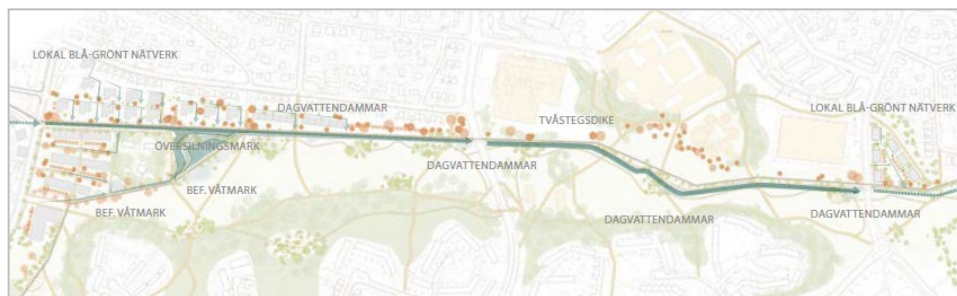 LOKAL BLÅ-GRÖNT NÄTVERK
DAGVATTENDAMMAR
LOKAL BLÅ-GRÖNT NÄTVERK
TVÅSTEGSDIKE
ÖVERSILNINGSMARK
DAGVATTENDAMMAR
BEF. VÅTMARK
BEF. VÅTMARK
DAGVATTENDAMMAR
DAGVATTENDAMMAR